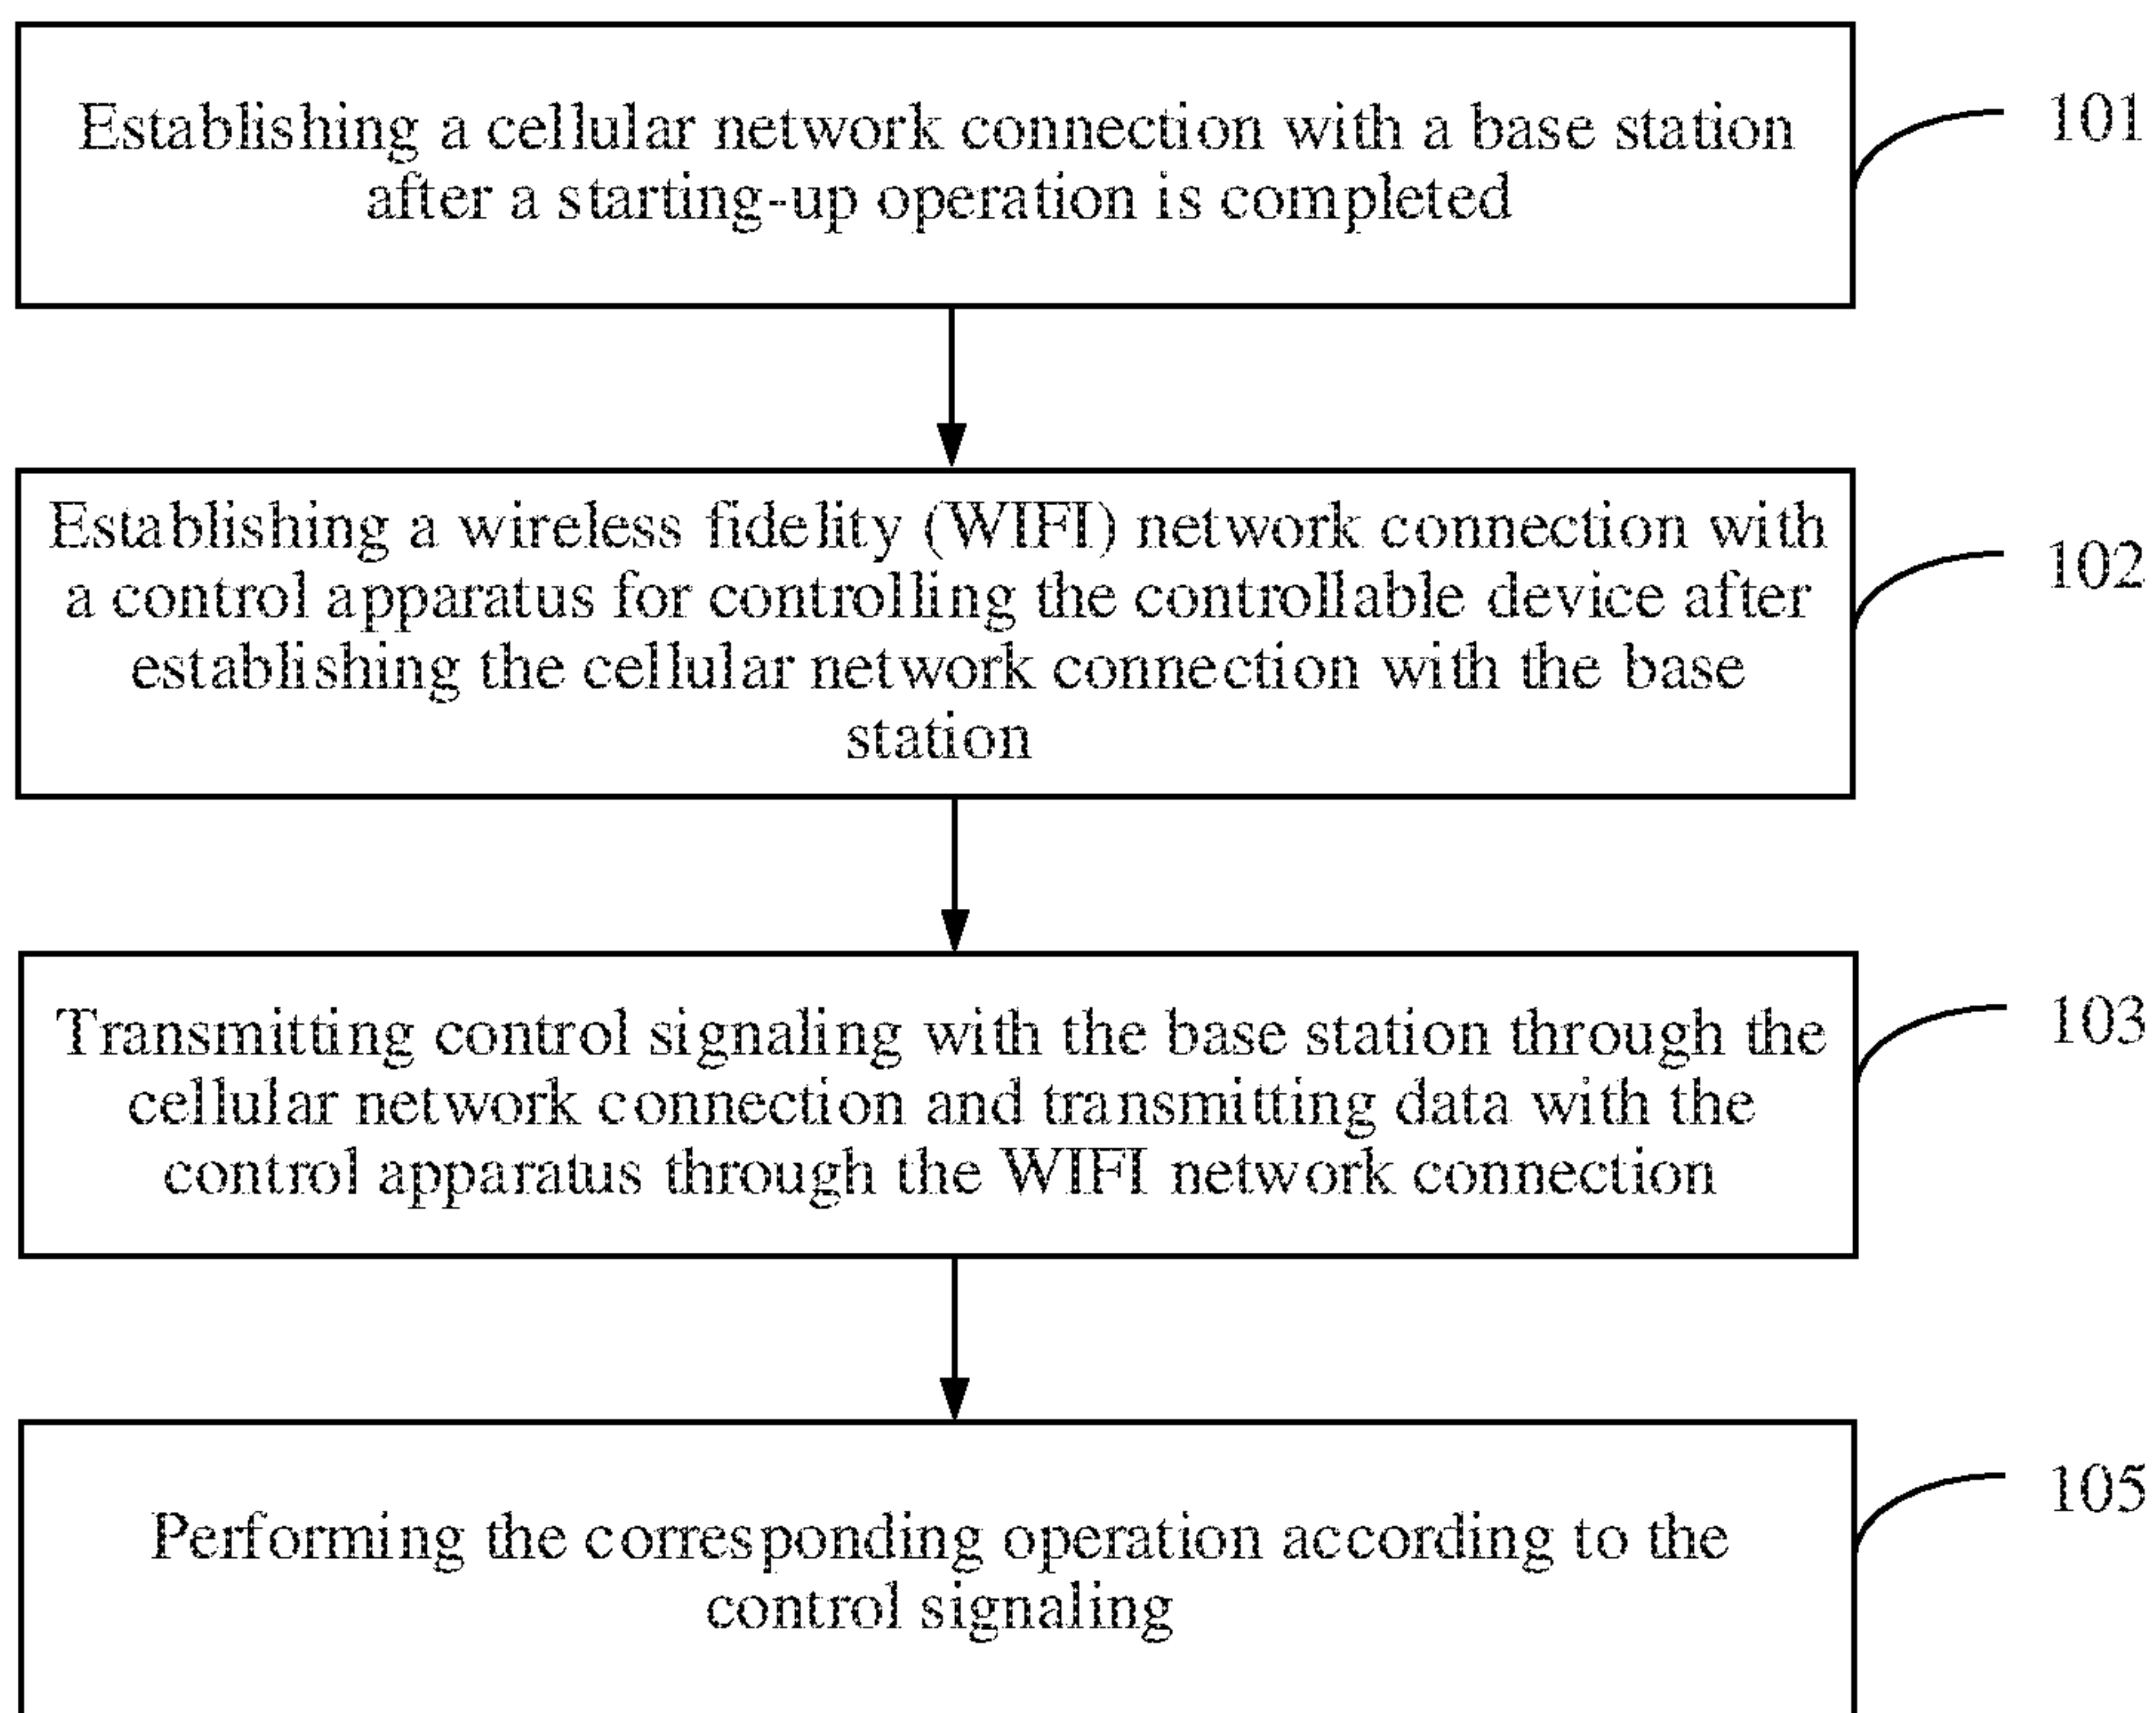 Establishing a cellular network connection with a base station
after a starting-up operation is completed
101
Establishing a wireless fidelity (WIFI) network connection with
a control apparatus for controlling the controllable device after
establishing the cellular network connection with the base
station
102
Transmitting control signaling with the base station through the
cellular network connection and transmitting data with the
control apparatus through the WIFI network connection
103
Performing the corresponding operation according to the
control signaling
105